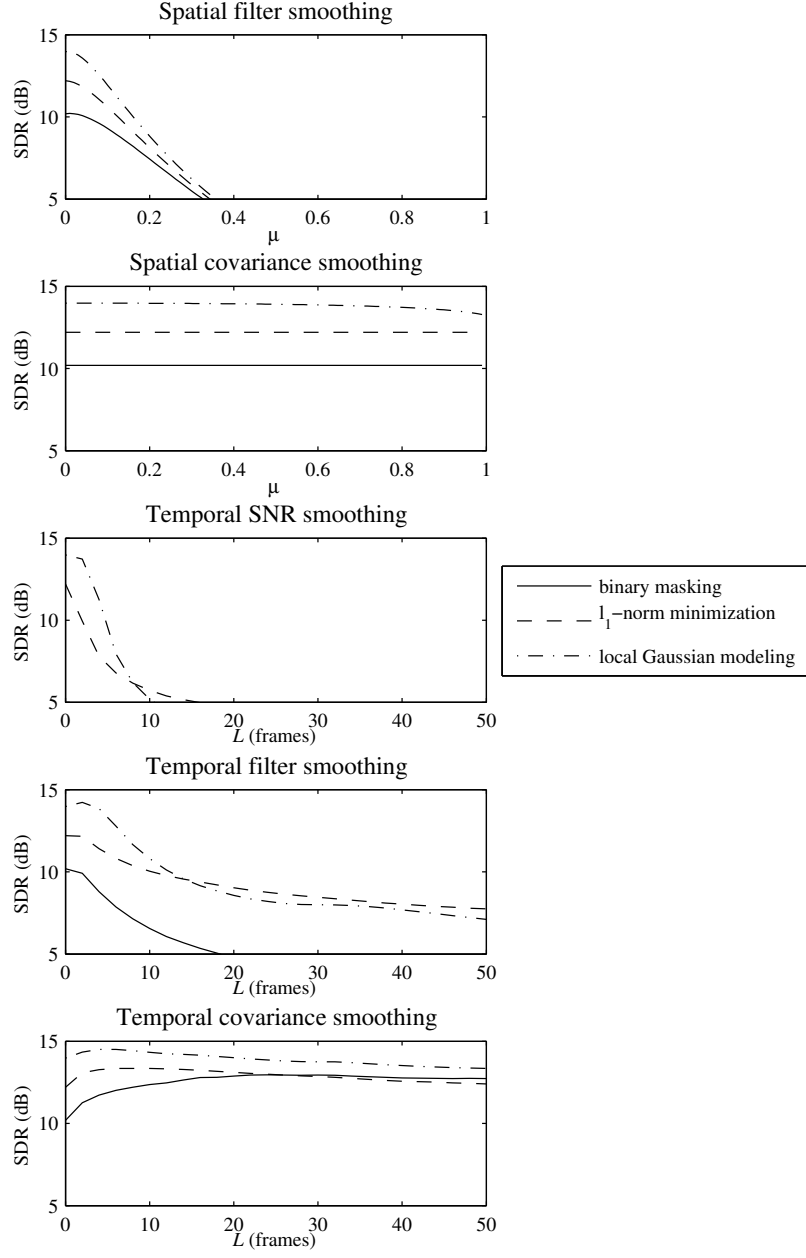 Spatial filter smoothing
15
10
5
SDR (dB)
0 0.2 0.4 0.6 0.8 1
μ
Spatial covariance smoothing
15
10
5
SDR (dB)
0 0.2 0.4 0.6 0.8 1
μ
Temporal SNR smoothing
15
10
5
SDR (dB)
0 10 20 30 40 50
L (frames)
binary masking
l1−norm minimization
local Gaussian modeling
Temporal filter smoothing
15
10
5
SDR (dB)
0 10 20 30 40 50
L (frames)
Temporal covariance smoothing
15
10
5
SDR (dB)
0 10 20 30 40 50
L (frames)